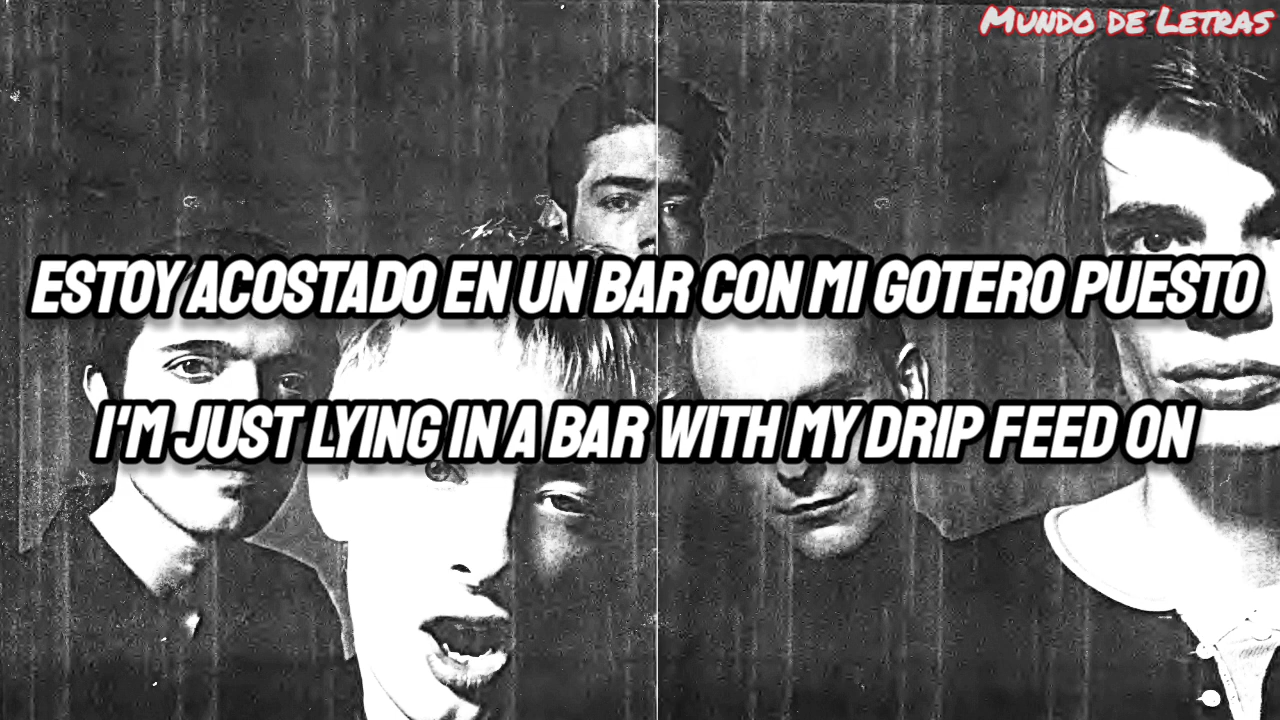 Mundo de Letras
ESTOY ACOSTADO EN UN BAR CON MI GOTERO PUESTO
I'M JUST LYING IN A BAR WITH MY DRIP FEED ON